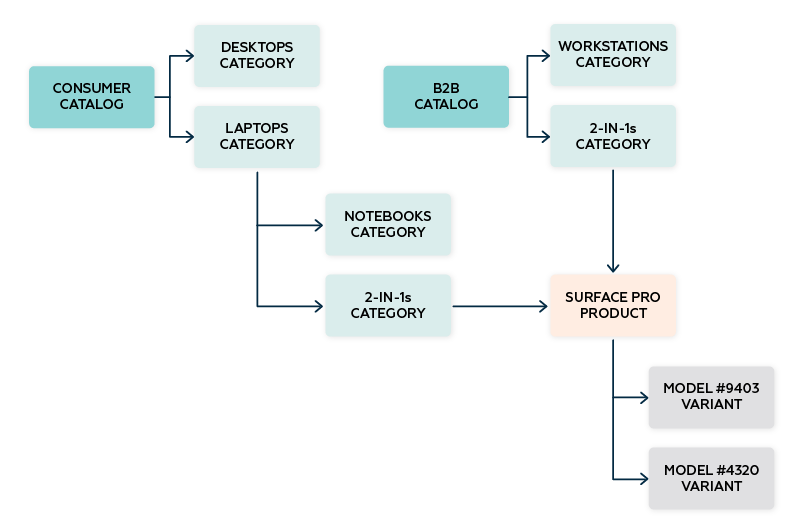 DESKTOPS
CATEGORY
WORKSTATIONS
CATEGORY
CONSUMER
CATALOG
B2B
CATALOG
LAPTOPS
CATEGORY
2-IN-1s
CATEGORY
NOTEBOOKS
CATEGORY
2-IN-1s
CATEGORY
SURFACE PRO
PRODUCT
MODEL #9403
VARIANT
MODEL #4320
VARIANT